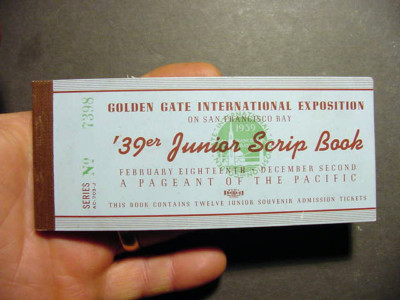 GOLDEN GATE INTERNATIONAL EXPOSITION
ON SAN FRANCISCO BAY
1939
'39er Junior Scrip Book
FEBRUARY EIGHTEENTH - DECEMBER SECOND
A PAGEANT OF THE PACIFIC
THIS BOOK CONTAINS TWELVE JUNIOR SOUVENIR ADMISSION TICKETS
SERIES
No 7398